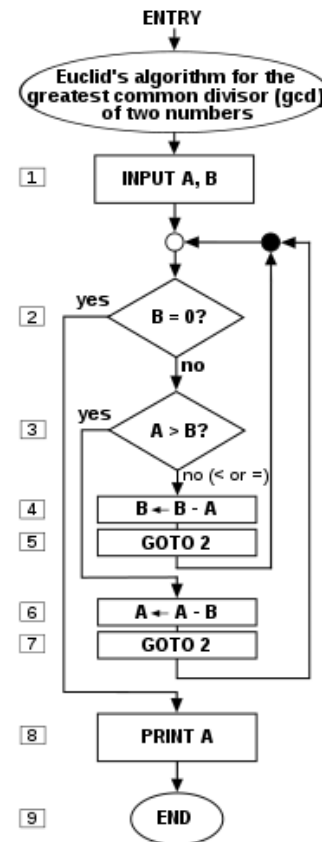 ENTRY
Euclid's algorithm for the
greatest common divisor (gcd)
of two numbers
1 INPUT A, B
yes
2 B = 0?
no
yes
3 A > B?
no (< or =)
4 B ← B - A
5 GOTO 2
6 A ← A - B
7 GOTO 2
8 PRINT A
9 END